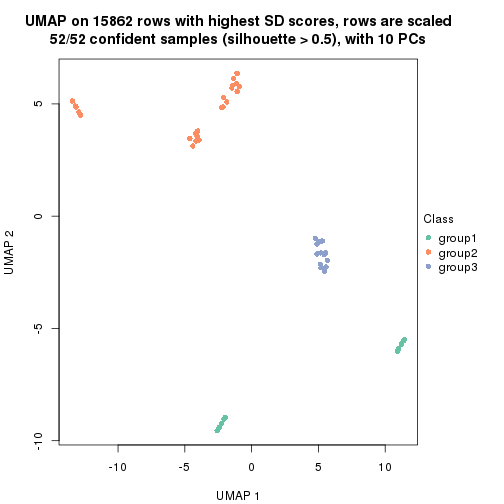 UMAP on 15862 rows with highest SD scores, rows are scaled
52/52 confident samples (silhouette > 0.5), with 10 PCs
5
0
-5
-10
UMAP 2
-10
-5
0
5
10
UMAP 1
Class
group1
group2
group3